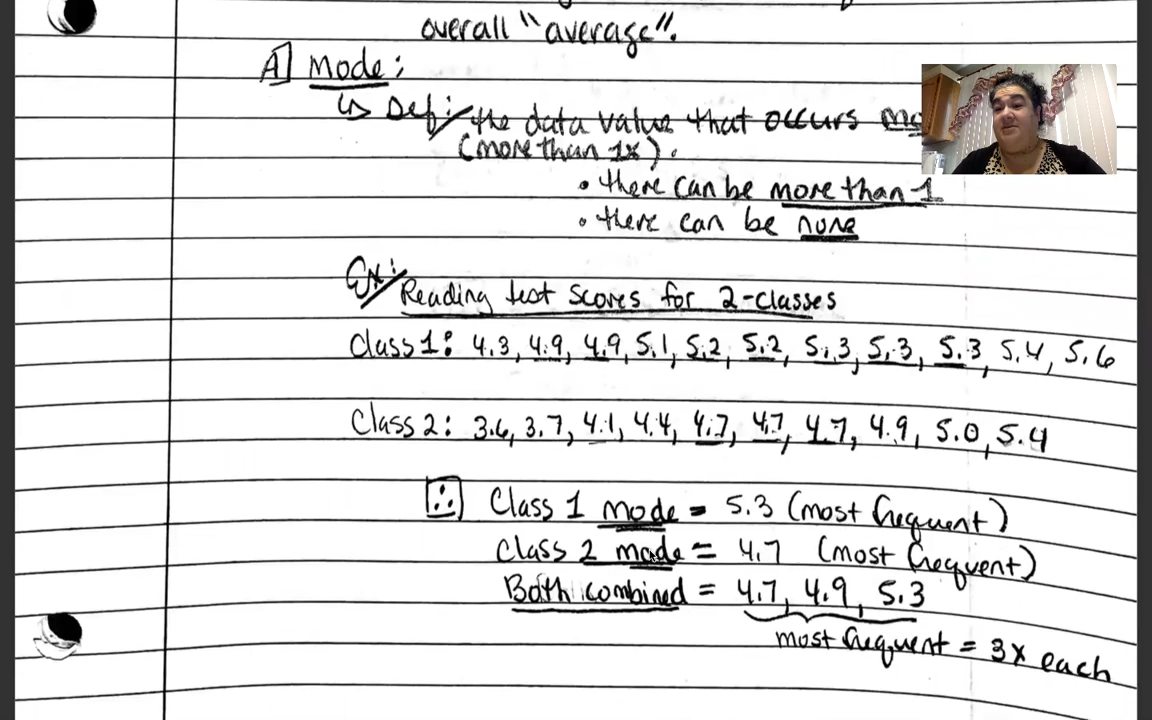 overall "average".
A] Mode:
↳ Def: the data value that occurs
(more than 1x).
• there can be more than 1
• there can be none
Ex: Reading test scores for 2-classes
Class 1: 4.3, 4.9, 4.9, 5.1, 5.2, 5.2, 5.3, 5.3, 5.3, 5.4, 5.6
Class 2: 3.6, 3.7, 4.1, 4.4, 4.7, 4.7, 4.7, 4.9, 5.0, 5.4
∴ Class 1 mode = 5.3 (most frequent)
Class 2 mode = 4.7 (most frequent)
Both combined = 4.7, 4.9, 5.3
most frequent = 3x each